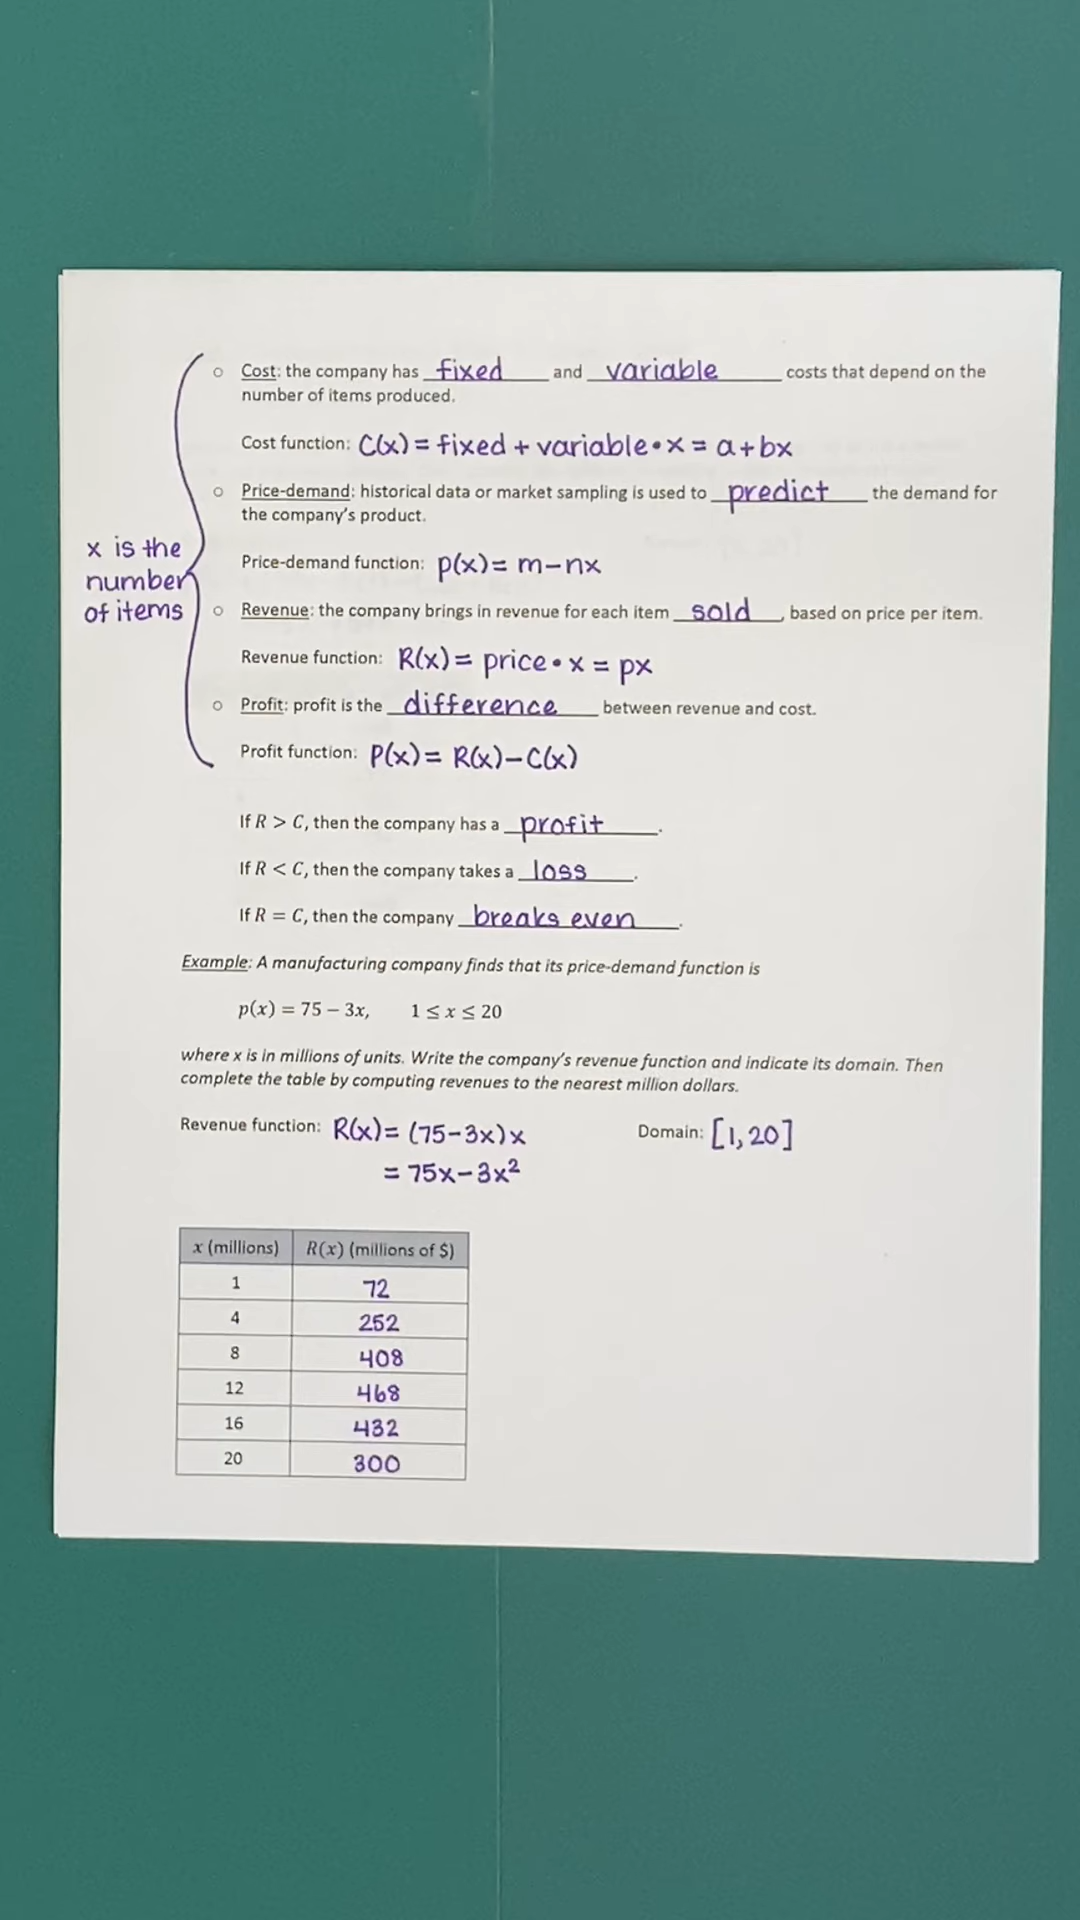 ○ Cost: the company has fixed and variable costs that depend on the
number of items produced.
Cost function: C(x) = fixed + variable • x = a + bx
○ Price-demand: historical data or market sampling is used to predict the demand for
the company's product.
x is the
number
of items
Price-demand function: p(x) = m - nx
○ Revenue: the company brings in revenue for each item sold, based on price per item.
Revenue function: R(x) = price • x = px
○ Profit: profit is the difference between revenue and cost.
Profit function: P(x) = R(x) - C(x)
If R > C, then the company has a profit.
If R < C, then the company takes a loss.
If R = C, then the company breaks even.
Example: A manufacturing company finds that its price-demand function is
p(x) = 75 − 3x, 1 ≤ x ≤ 20
where x is in millions of units. Write the company's revenue function and indicate its domain. Then
complete the table by computing revenues to the nearest million dollars.
Revenue function: R(x) = (75-3x)x Domain: [1, 20]
= 75x - 3x²
x (millions) R(x) (millions of $)
1 72
4 252
8 408
12 468
16 432
20 300